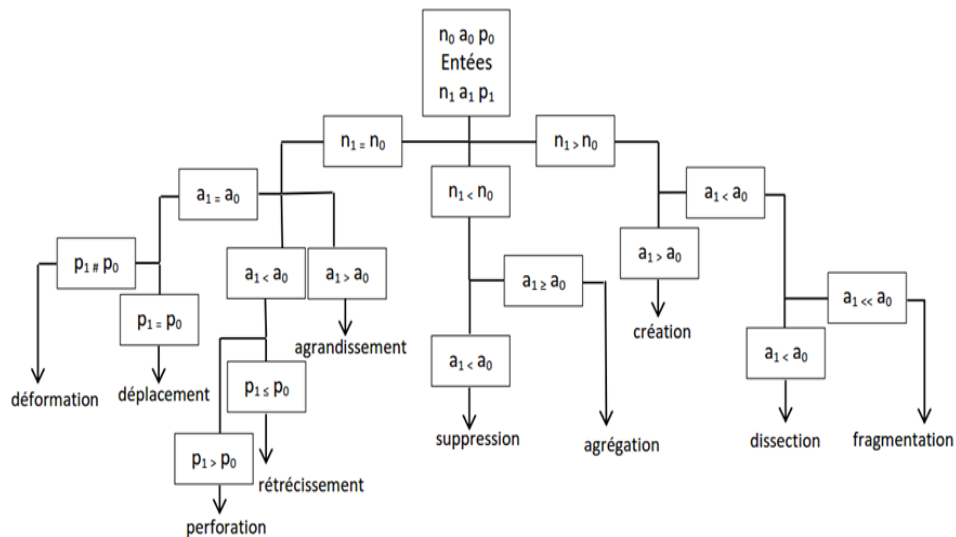 n₀ a₀ p₀
Entées
n₁ a₁ p₁
n₁ = n₀
n₁ > n₀
n₁ < n₀
a₁ = a₀
a₁ < a₀
p₁ # p₀
a₁ < a₀
a₁ > a₀
a₁ ≥ a₀
a₁ > a₀
p₁ = p₀
a₁ << a₀
création
agrandissement
a₁ < a₀
a₁ < a₀
déformation
déplacement
p₁ ≤ p₀
suppression
agrégation
dissection
fragmentation
p₁ > p₀
rétrécissement
perforation